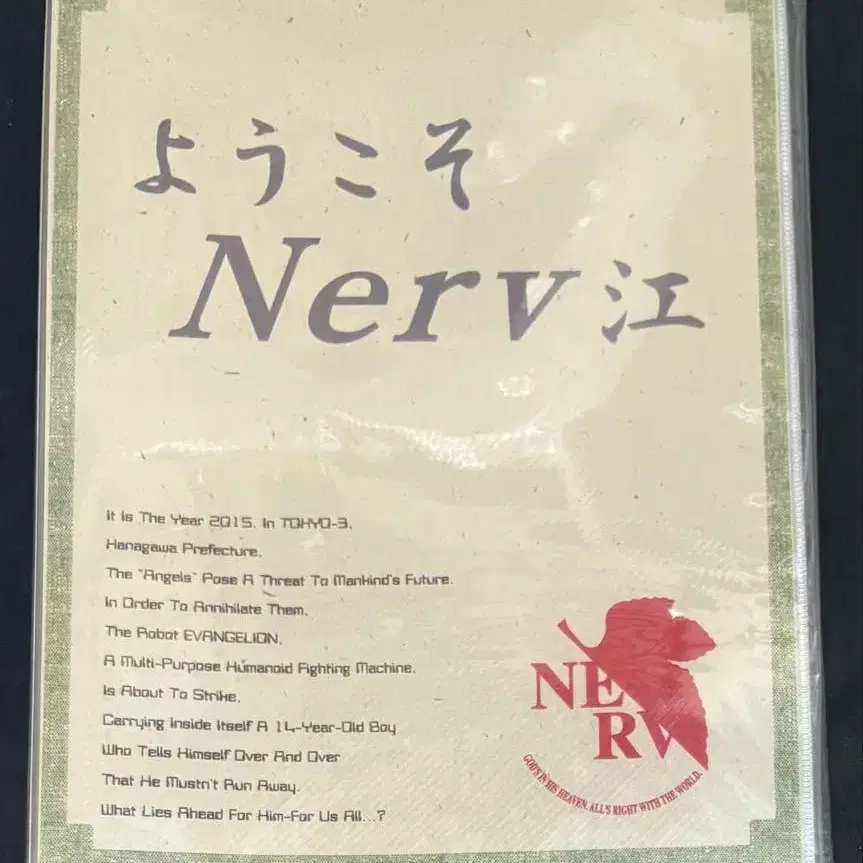 ようこそ
Nerv江
It Is The Year 2015. In TOKYO-3,
Kanagawa Prefecture.
The "Angels" Pose A Threat To Mankind's Future.
In Order To Annihilate Them,
The Robot EVANGELION,
A Multi-Purpose Humanoid Fighting Machine,
Is About To Strike,
Carrying Inside Itself A 14-Year-Old Boy
Who Tells Himself Over And Over
That He Mustn't Run Away.
What Lies Ahead For Him-For Us All...?
NERV
GOD'S IN HIS HEAVEN. ALL'S RIGHT WITH THE WORLD.